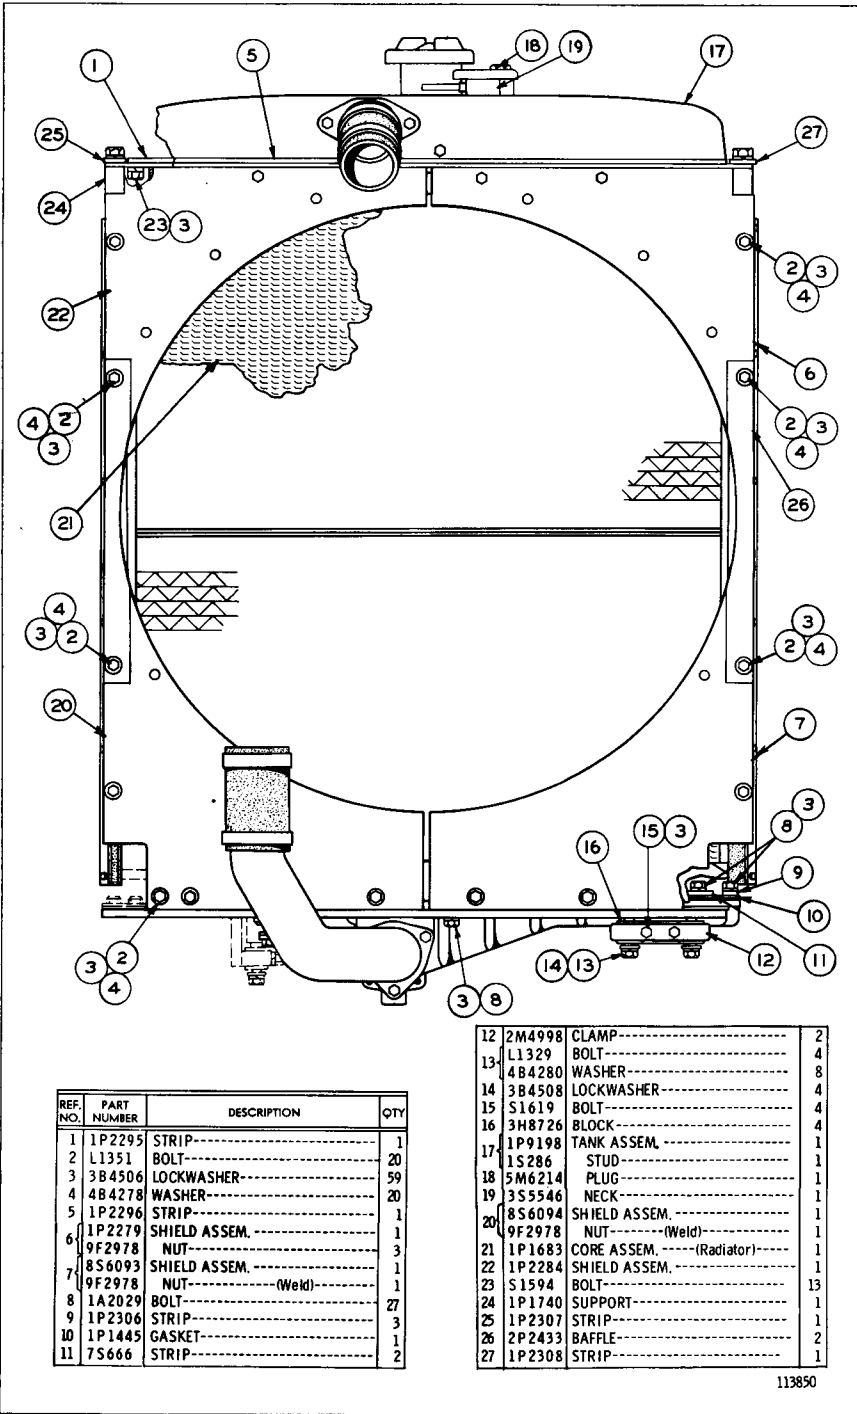 18
19
5
17
1
25
27
24
23 3
2 3
4
22
6
4 2
3
2 3
4
21
26
4
3 2
3
2 4
20
7
3
8
15 3
16
9
10
3 2
4
14 13
12
11
3 8
REF. NO. PART NUMBER DESCRIPTION QTY
1 1P2295 STRIP 1
2 L1351 BOLT 20
3 3B4506 LOCKWASHER 59
4 4B4278 WASHER 20
5 1P2296 STRIP 1
6 1P2279 SHIELD ASSEM. 1
9F2978 NUT 3
7 8S6093 SHIELD ASSEM. 1
9F2978 NUT (Weld) 1
8 1A2029 BOLT 27
9 1P2306 STRIP 3
10 1P1445 GASKET 1
11 7S666 STRIP 2
12 2M4998 CLAMP 2
13 L1329 BOLT 4
4B4280 WASHER 8
14 3B4508 LOCKWASHER 4
15 S1619 BOLT 4
16 3H8726 BLOCK 4
17 1P9198 TANK ASSEM. 1
1S286 STUD 1
18 5M6214 PLUG 1
19 3S5546 NECK 1
20 8S6094 SHIELD ASSEM. 1
9F2978 NUT (Weld) 1
21 1P1683 CORE ASSEM. (Radiator) 1
22 1P2284 SHIELD ASSEM. 1
23 S1594 BOLT 13
24 1P1740 SUPPORT 1
25 1P2307 STRIP 1
26 2P2433 BAFFLE 2
27 1P2308 STRIP 1
113850